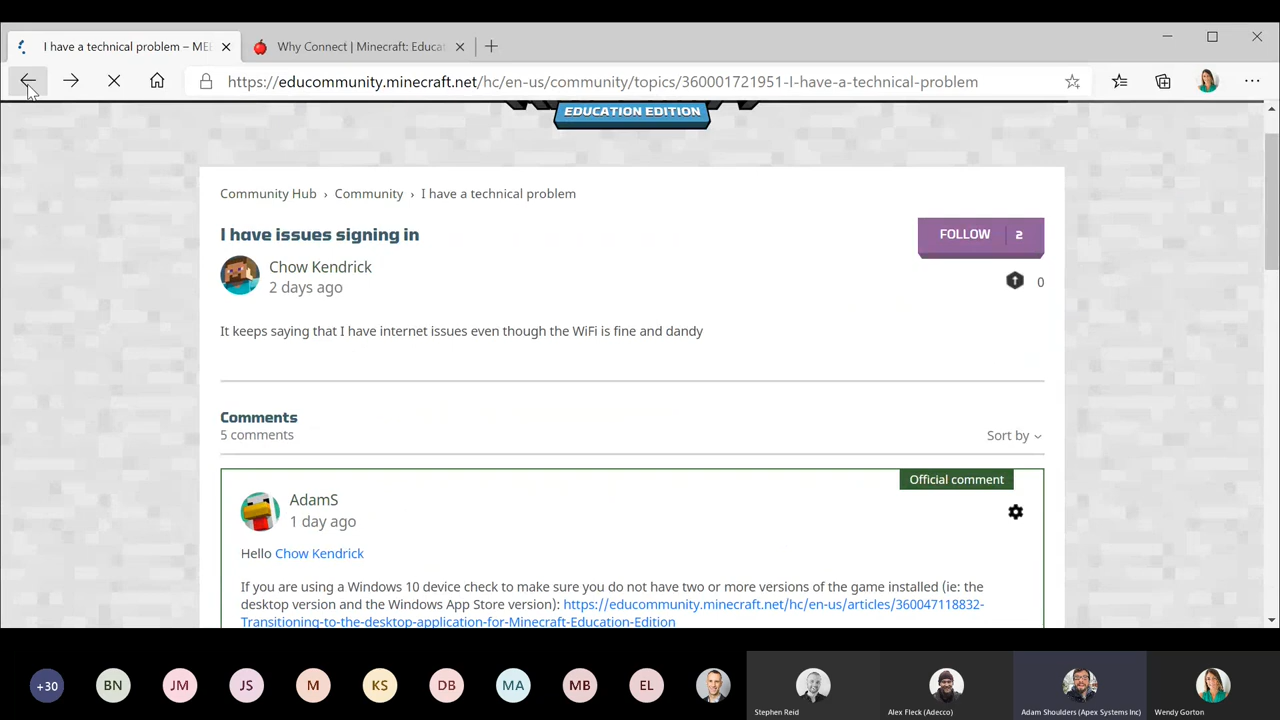 I have a technical problem – ME
Why Connect | Minecraft: Educa
https://educommunity.minecraft.net/hc/en-us/community/topics/360001721951-I-have-a-technical-problem
EDUCATION EDITION
Community Hub › Community › I have a technical problem
I have issues signing in
FOLLOW 2
Chow Kendrick
2 days ago
0
It keeps saying that I have internet issues even though the WiFi is fine and dandy
Comments
5 comments
Sort by
Official comment
AdamS
1 day ago
Hello Chow Kendrick
If you are using a Windows 10 device check to make sure you do not have two or more versions of the game installed (ie: the
desktop version and the Windows App Store version): https://educommunity.minecraft.net/hc/en-us/articles/360047118832-
Transitioning-to-the-desktop-application-for-Minecraft-Education-Edition
+30 BN JM JS M KS DB MA MB EL
Stephen Reid
Alex Fleck (Adecco)
Adam Shoulders (Apex Systems Inc)
Wendy Gorton